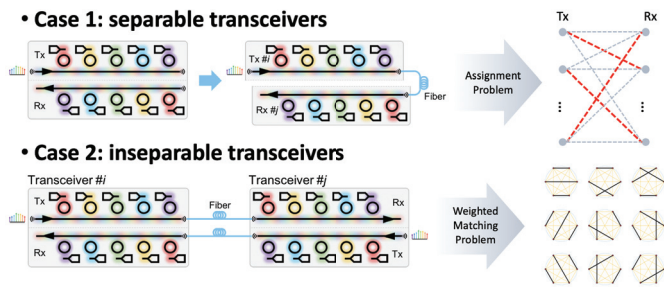 • Case 1: separable transceivers
Tx
Rx
Tx #i
Rx #j
Fiber
Assignment
Problem
Tx
Rx
• Case 2: inseparable transceivers
Transceiver #i
Tx
Rx
Fiber
Transceiver #j
Rx
Tx
Weighted
Matching
Problem